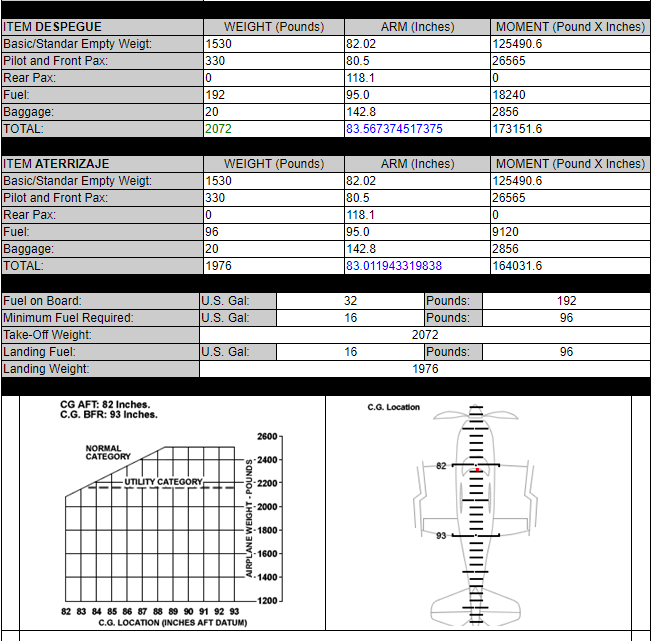 ITEM DESPEGUE WEIGHT (Pounds) ARM (Inches) MOMENT (Pound X Inches)
Basic/Standar Empty Weigt: 1530 82.02 125490.6
Pilot and Front Pax: 330 80.5 26565
Rear Pax: 0 118.1 0
Fuel: 192 95.0 18240
Baggage: 20 142.8 2856
TOTAL: 2072 83.567374517375 173151.6
ITEM ATERRIZAJE WEIGHT (Pounds) ARM (Inches) MOMENT (Pound X Inches)
Basic/Standar Empty Weigt: 1530 82.02 125490.6
Pilot and Front Pax: 330 80.5 26565
Rear Pax: 0 118.1 0
Fuel: 96 95.0 9120
Baggage: 20 142.8 2856
TOTAL: 1976 83.011943319838 164031.6
Fuel on Board: U.S. Gal: 32 Pounds: 192
Minimum Fuel Required: U.S. Gal: 16 Pounds: 96
Take-Off Weight: 2072
Landing Fuel: U.S. Gal: 16 Pounds: 96
Landing Weight: 1976
CG AFT: 82 Inches.
C.G. BFR: 93 Inches.
NORMAL
CATEGORY
UTILITY CATEGORY
2600
2400
2200
2000
1800
1600
1400
1200
AIRPLANE WEIGHT - POUNDS
82 83 84 85 86 87 88 89 90 91 92 93
C.G. LOCATION (INCHES AFT DATUM)
C.G. Location
82
93